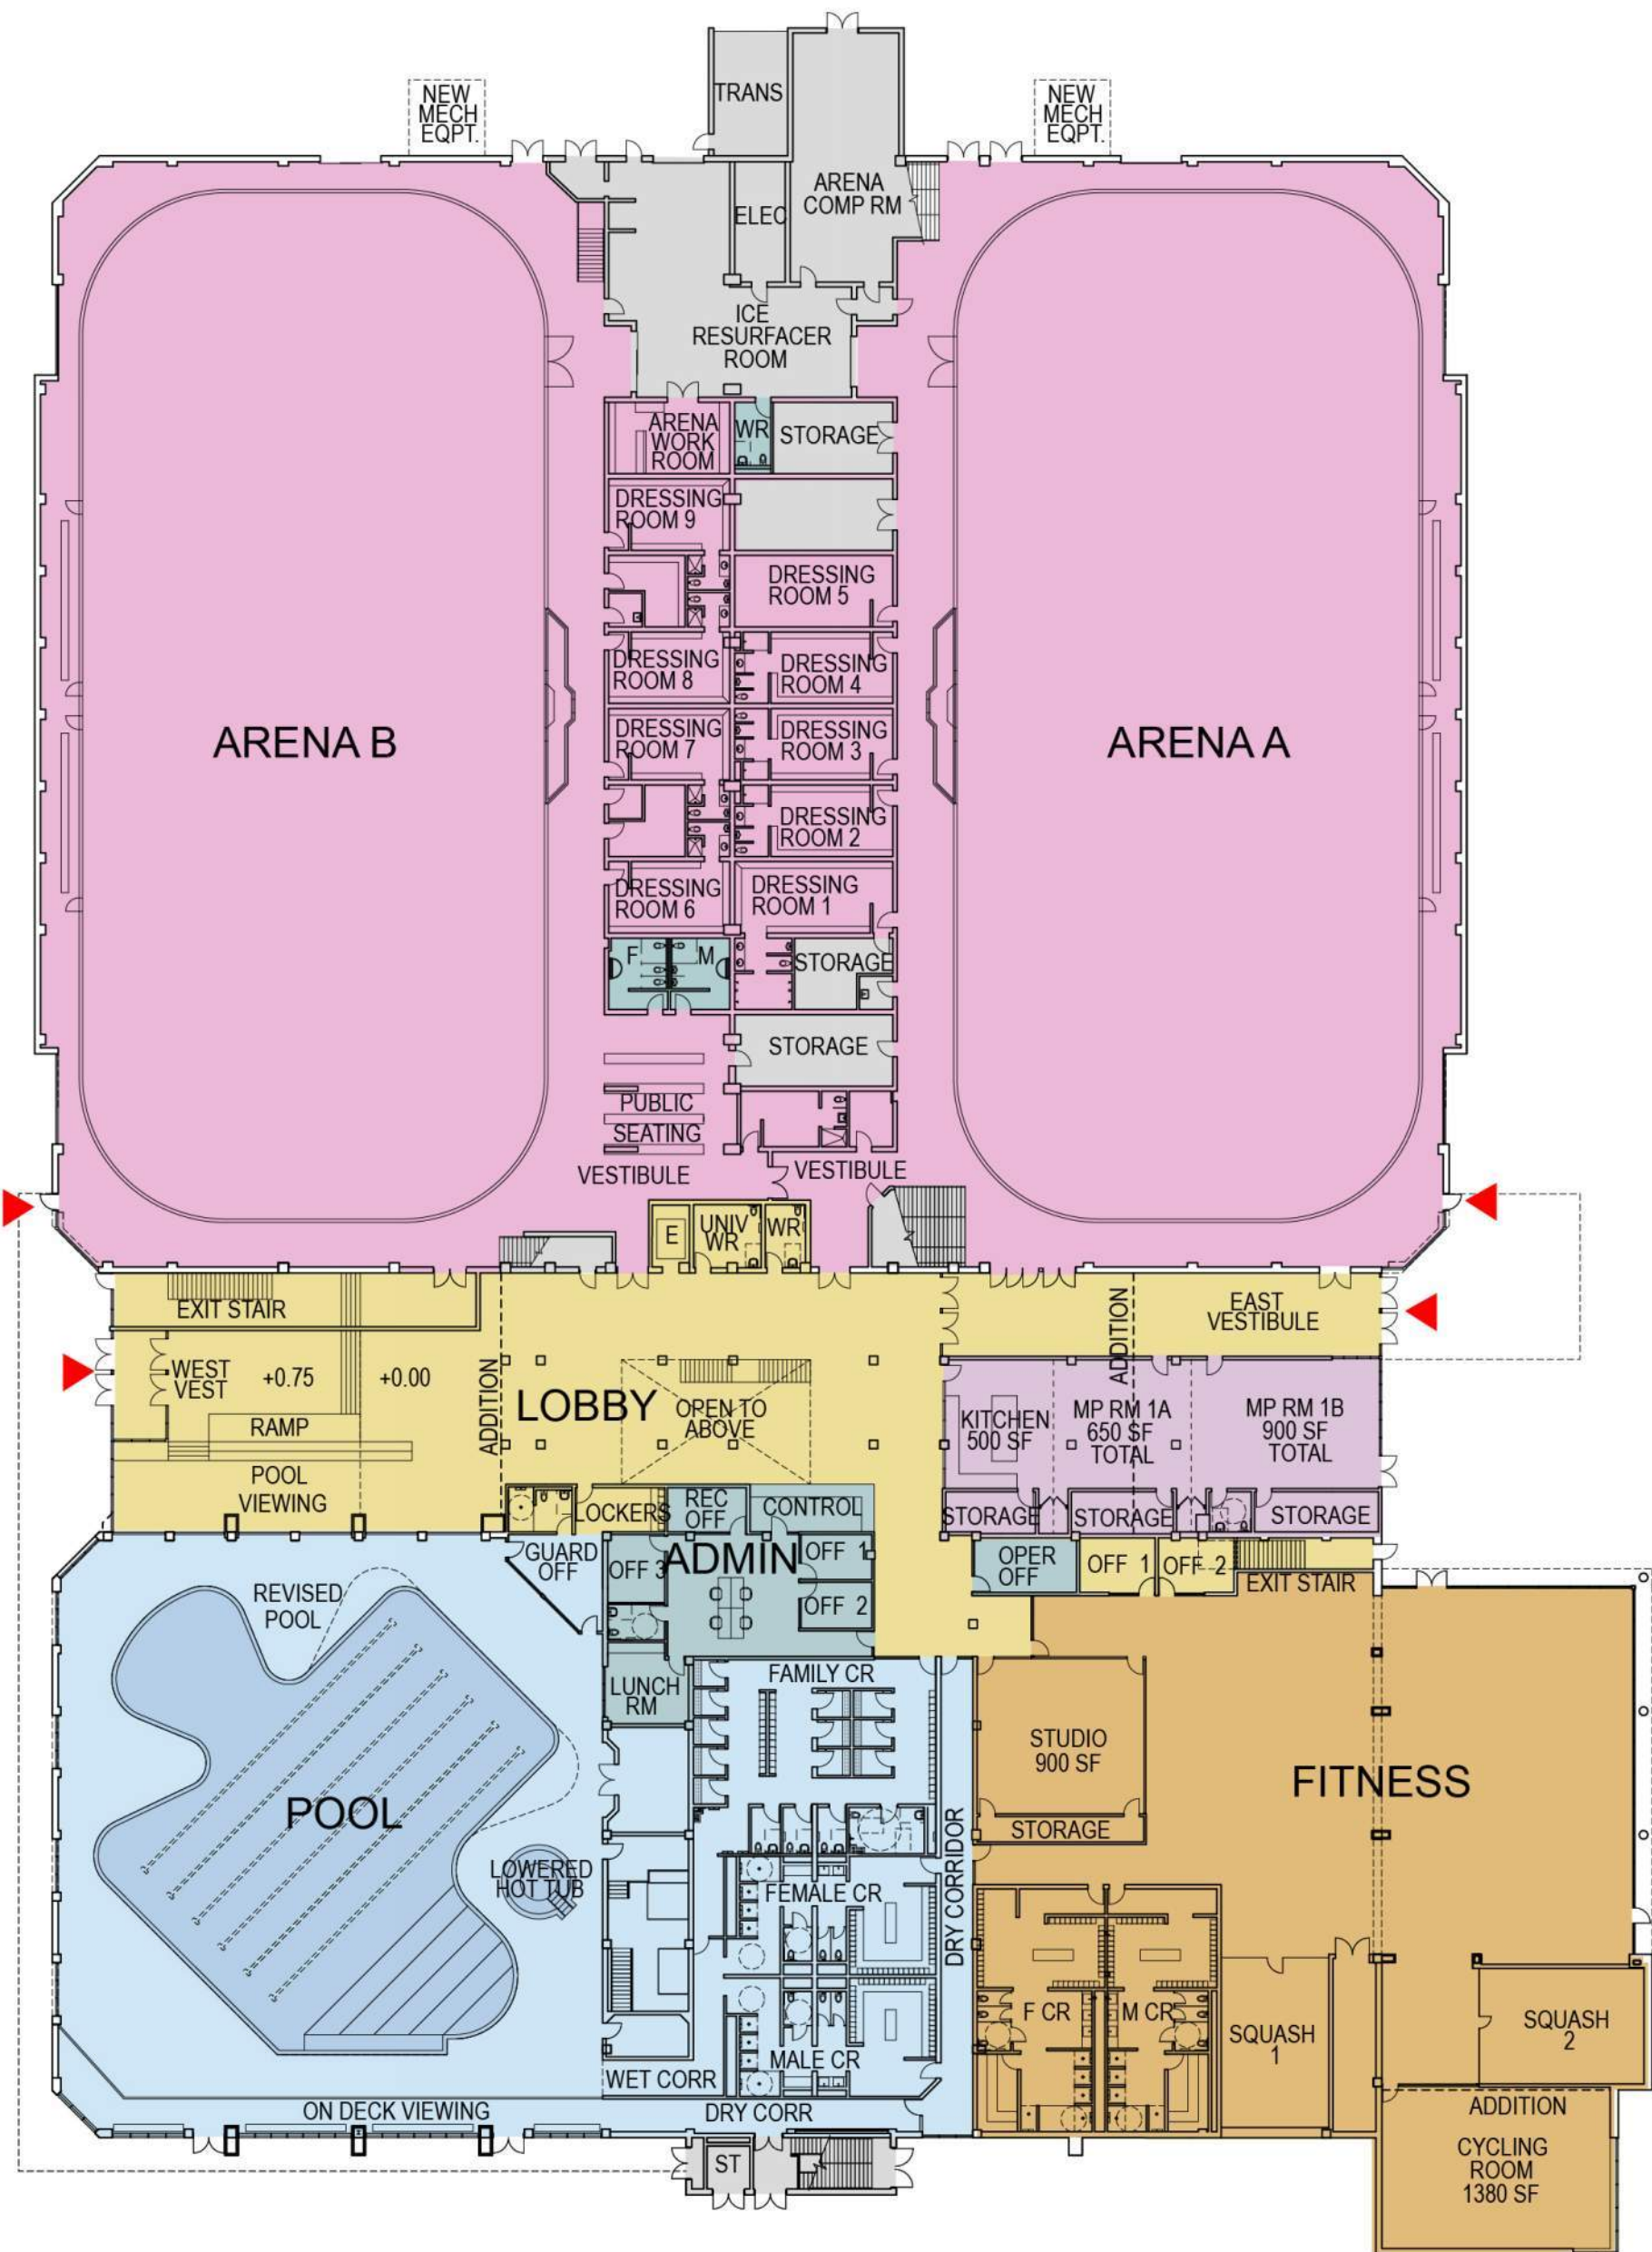 TRANS
NEW
MECH
EQPT.
NEW
MECH
EQPT.
ARENA
COMP RM
ELEC
ICE
RESURFACER
ROOM
ARENA
WORK
ROOM
WR
STORAGE
DRESSING
ROOM 9
DRESSING
ROOM 5
DRESSING
ROOM 8
DRESSING
ROOM 4
ARENA B
DRESSING
ROOM 7
DRESSING
ROOM 3
ARENA A
DRESSING
ROOM 2
DRESSING
ROOM 6
DRESSING
ROOM 1
F
M
STORAGE
STORAGE
PUBLIC
SEATING
VESTIBULE
VESTIBULE
E
UNIV
WR
WR
EXIT STAIR
EAST
VESTIBULE
ADDITION
WEST
VEST
+0.75
+0.00
ADDITION
LOBBY
OPEN TO
ABOVE
RAMP
KITCHEN
500 SF
MP RM 1A
650 SF
TOTAL
MP RM 1B
900 SF
TOTAL
POOL
VIEWING
LOCKERS
REC
OFF
CONTROL
STORAGE
STORAGE
STORAGE
GUARD
OFF
OFF 3
ADMIN
OFF 1
OFF 2
OPER
OFF
OFF 1
OFF 2
EXIT STAIR
REVISED
POOL
LUNCH
RM
FAMILY CR
STUDIO
900 SF
FITNESS
POOL
STORAGE
LOWERED
HOT TUB
FEMALE CR
DRY CORRIDOR
F CR
M CR
SQUASH
1
SQUASH
2
MALE CR
WET CORR
ON DECK VIEWING
DRY CORR
ADDITION
CYCLING
ROOM
1380 SF
ST